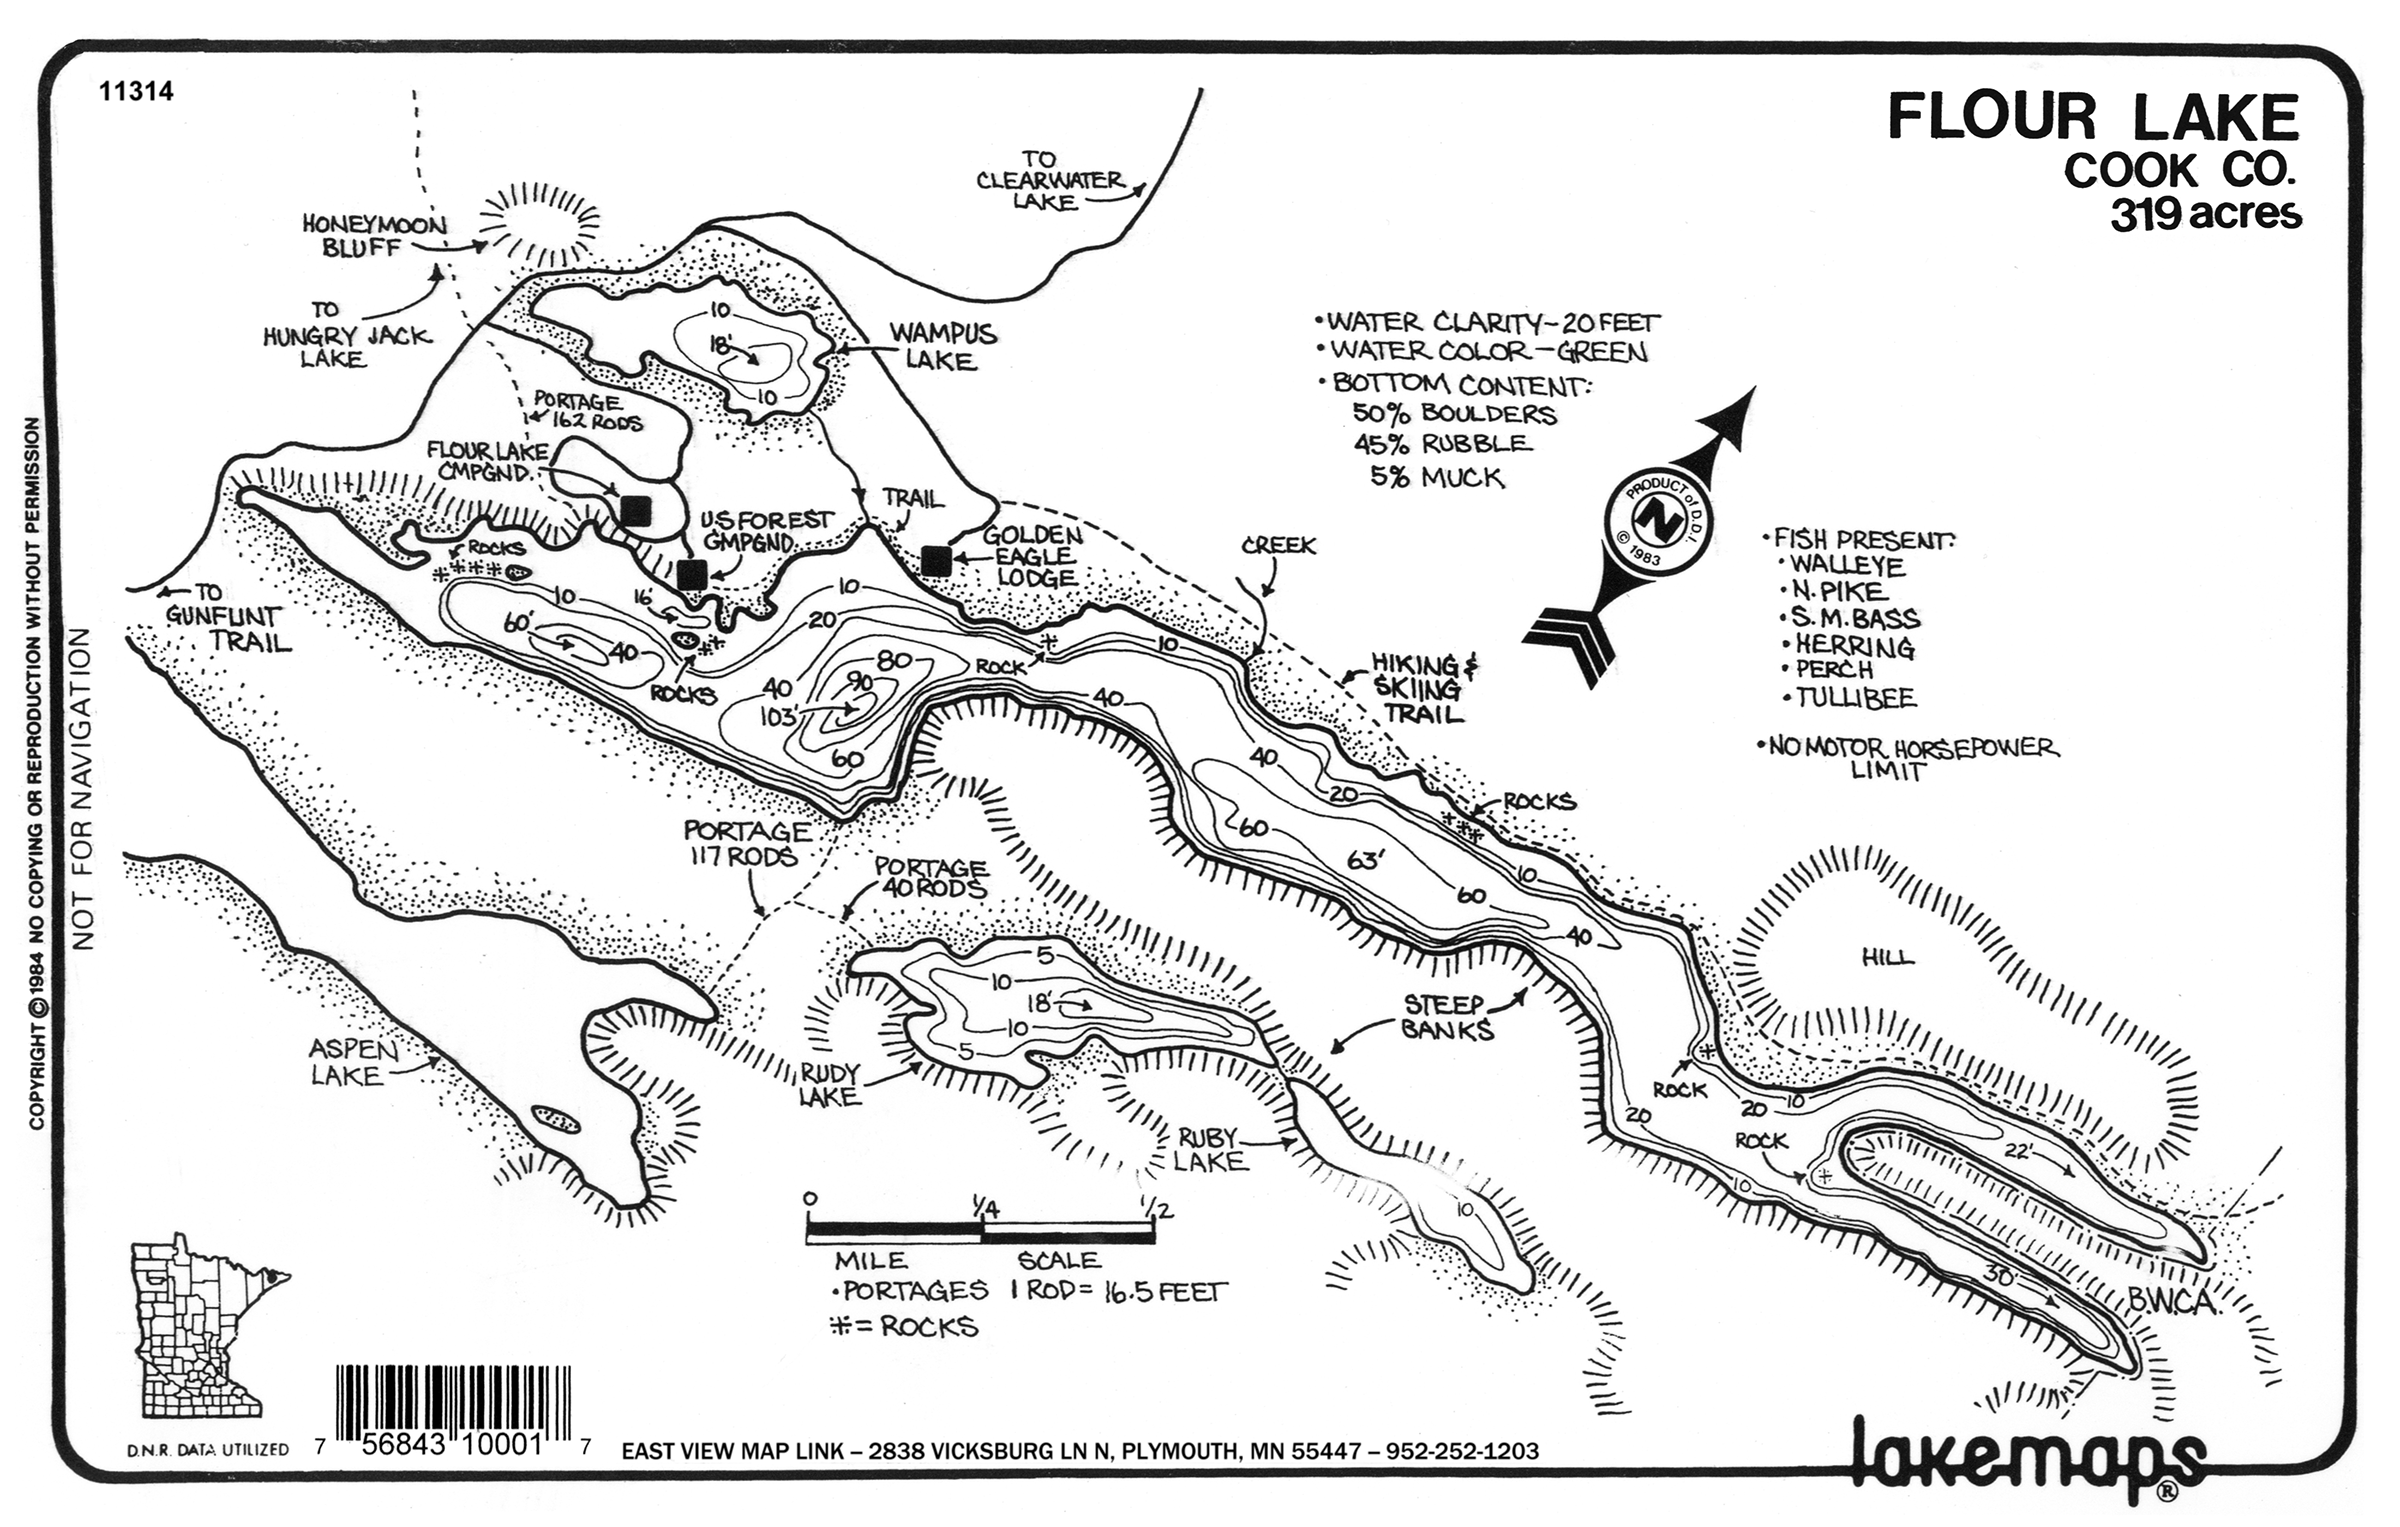 11314
FLOUR LAKE
COOK CO.
319 acres
TO
CLEARWATER
LAKE
HONEYMOON
BLUFF
TO
HUNGRY JACK
LAKE
10
18'
10
WAMPUS
LAKE
• WATER CLARITY - 20 FEET
• WATER COLOR - GREEN
• BOTTOM CONTENT:
50% BOULDERS
45% RUBBLE
5% MUCK
PORTAGE
162 RODS
FLOUR LAKE
CMPGND.
U S FOREST
CMPGND.
TRAIL
GOLDEN
EAGLE
LODGE
CREEK
PRODUCT of D.D.I.
N
© 1983
• FISH PRESENT:
• WALLEYE
• N. PIKE
• S.M. BASS
• HERRING
• PERCH
• TULLIBEE
• NO MOTOR HORSEPOWER
LIMIT
ROCKS
TO
GUNFLINT
TRAIL
10
60'
40
16'
ROCKS
10
20
80
90
40
103'
60
ROCK
10
40
HIKING &
SKIING
TRAIL
40
20
ROCKS
60
63'
10
60
40
HILL
PORTAGE
117 RODS
PORTAGE
40 RODS
5
10
18'
10
5
STEEP
BANKS
ASPEN
LAKE
RUDY
LAKE
ROCK
20
10
20
ROCK
22'
10
RUBY
LAKE
10
30'
B.W.C.A.
0
1/4
1/2
MILE SCALE
• PORTAGES 1 ROD = 16.5 FEET
⁜ = ROCKS
COPYRIGHT © 1984 NO COPYING OR REPRODUCTION WITHOUT PERMISSION
NOT FOR NAVIGATION
D.N.R. DATA UTILIZED
7 56843 10001 7
EAST VIEW MAP LINK – 2838 VICKSBURG LN N, PLYMOUTH, MN 55447 – 952-252-1203
lakemaps®